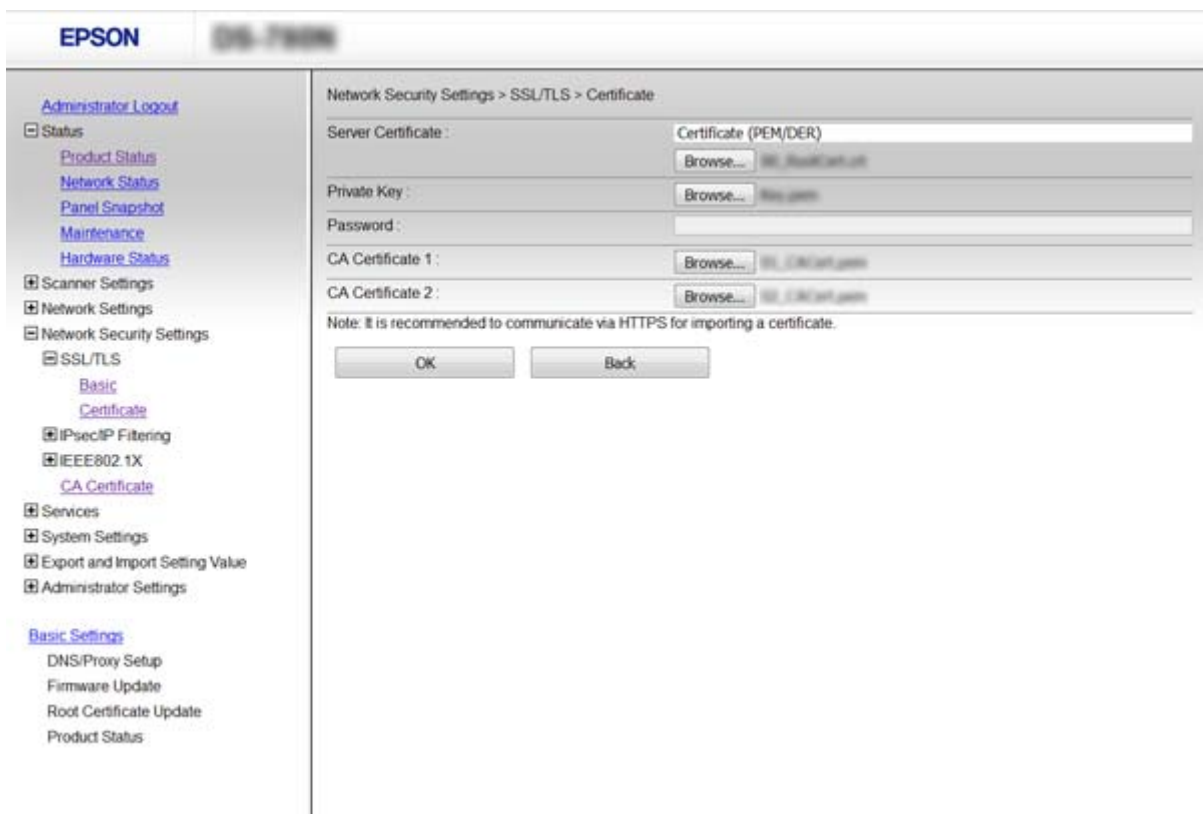 EPSON
Administrator Logout
Status
Product Status
Network Status
Panel Snapshot
Maintenance
Hardware Status
Scanner Settings
Network Settings
Network Security Settings
SSL/TLS
Basic
Certificate
IPsec/IP Filtering
IEEE802.1X
CA Certificate
Services
System Settings
Export and Import Setting Value
Administrator Settings
Basic Settings
DNS/Proxy Setup
Firmware Update
Root Certificate Update
Product Status
Network Security Settings > SSL/TLS > Certificate
Server Certificate : Certificate (PEM/DER)
Browse...
Private Key : Browse...
Password :
CA Certificate 1 : Browse...
CA Certificate 2 : Browse...
Note: It is recommended to communicate via HTTPS for importing a certificate.
OK Back